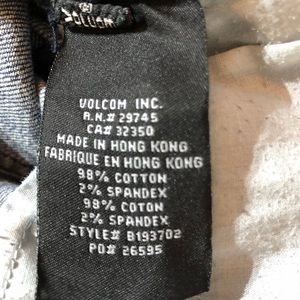 VOLCOM
VOLCOM INC.
R.N.# 29745
CA# 32350
MADE IN HONG KONG
FABRIQUE EN HONG KONG
98% COTTON
2% SPANDEX
98% COTON
2% SPANDEX
STYLE# B193702
PO# 26595